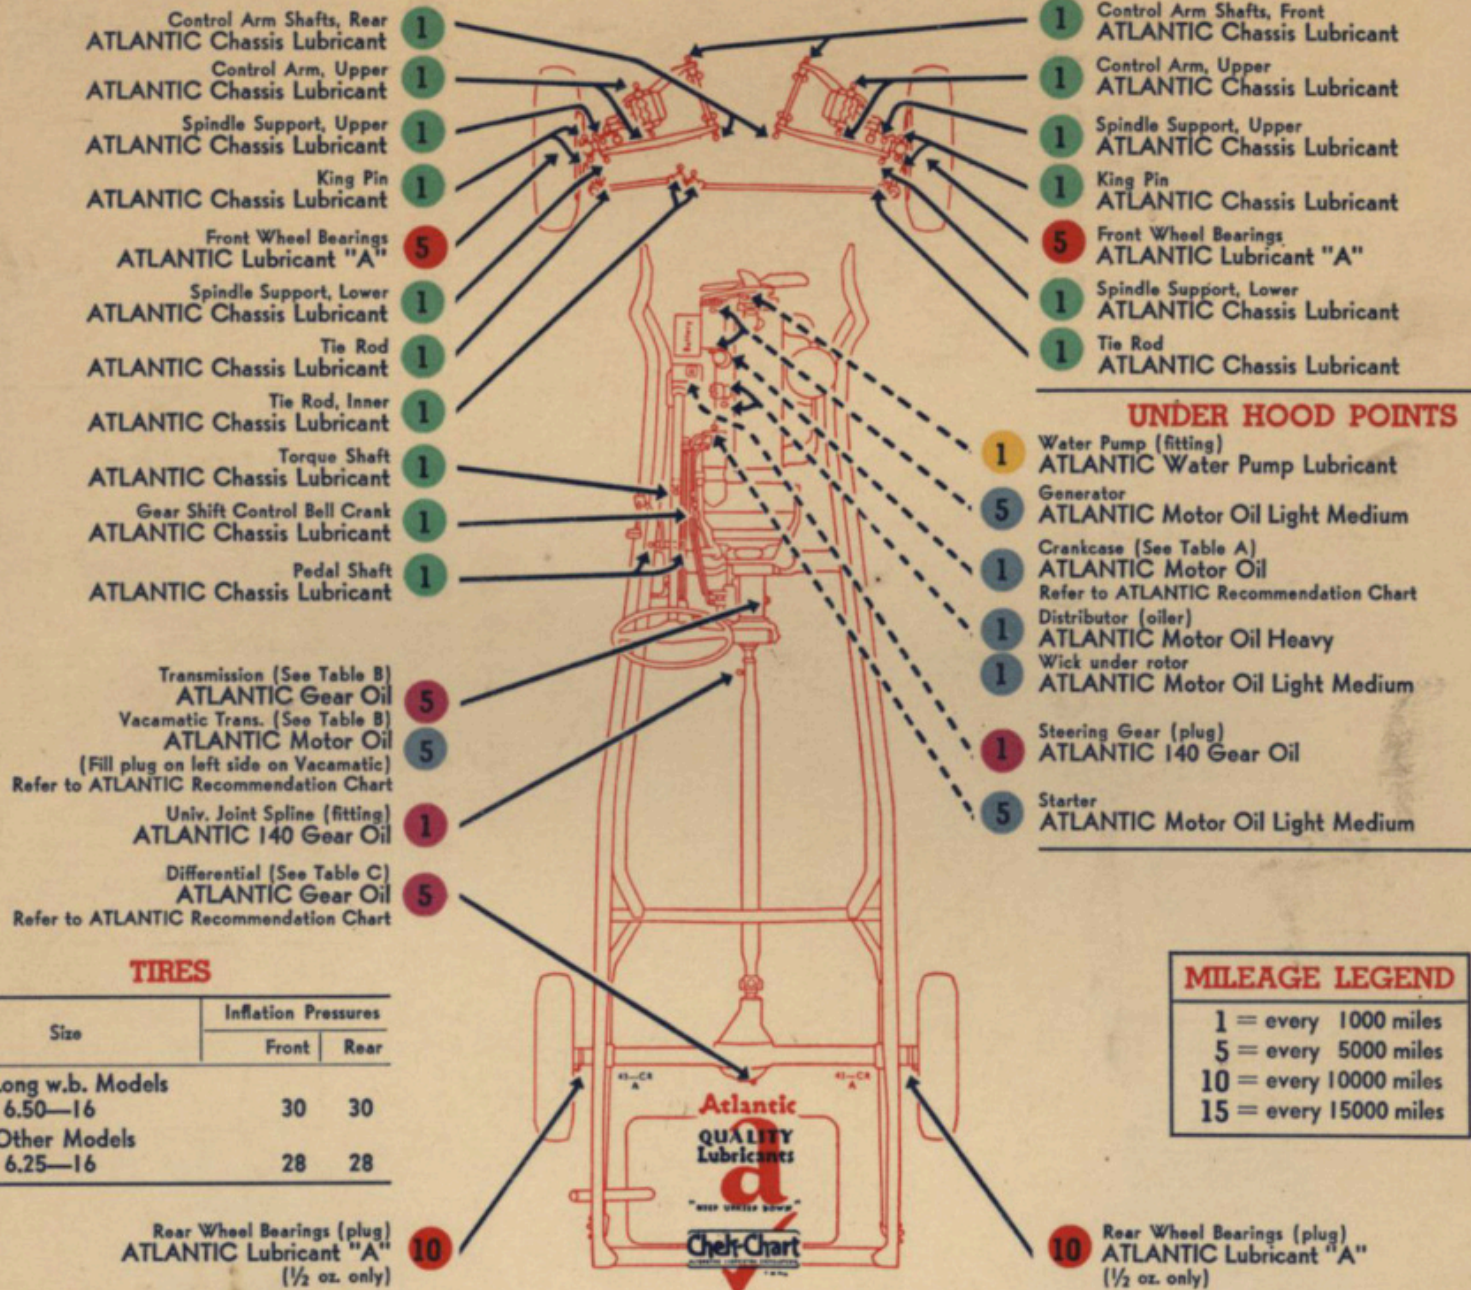 Control Arm Shafts, Rear
ATLANTIC Chassis Lubricant
1
Control Arm, Upper
ATLANTIC Chassis Lubricant
1
Spindle Support, Upper
ATLANTIC Chassis Lubricant
1
King Pin
ATLANTIC Chassis Lubricant
1
Front Wheel Bearings
ATLANTIC Lubricant "A"
5
Spindle Support, Lower
ATLANTIC Chassis Lubricant
1
Tie Rod
ATLANTIC Chassis Lubricant
1
Tie Rod, Inner
ATLANTIC Chassis Lubricant
1
Torque Shaft
ATLANTIC Chassis Lubricant
1
Gear Shift Control Bell Crank
ATLANTIC Chassis Lubricant
1
Pedal Shaft
ATLANTIC Chassis Lubricant
1
Transmission (See Table B)
ATLANTIC Gear Oil
5
Vacamatic Trans. (See Table B)
ATLANTIC Motor Oil
5
(Fill plug on left side on Vacamatic)
Refer to ATLANTIC Recommendation Chart
Univ. Joint Spline (fitting)
ATLANTIC 140 Gear Oil
1
Differential (See Table C)
ATLANTIC Gear Oil
5
Refer to ATLANTIC Recommendation Chart
TIRES
Size
Inflation Pressures
Front Rear
Long w.b. Models
6.50—16 30 30
Other Models
6.25—16 28 28
Rear Wheel Bearings (plug)
ATLANTIC Lubricant "A"
10
(½ oz. only)
Battery
43—CR
A
43—CR
A
Atlantic
QUALITY
Lubricants
a
"KEEP UPKEEP DOWN"
Chek-Chart
1
Control Arm Shafts, Front
ATLANTIC Chassis Lubricant
1
Control Arm, Upper
ATLANTIC Chassis Lubricant
1
Spindle Support, Upper
ATLANTIC Chassis Lubricant
1
King Pin
ATLANTIC Chassis Lubricant
5
Front Wheel Bearings
ATLANTIC Lubricant "A"
1
Spindle Support, Lower
ATLANTIC Chassis Lubricant
1
Tie Rod
ATLANTIC Chassis Lubricant
UNDER HOOD POINTS
1
Water Pump (fitting)
ATLANTIC Water Pump Lubricant
5
Generator
ATLANTIC Motor Oil Light Medium
1
Crankcase (See Table A)
ATLANTIC Motor Oil
Refer to ATLANTIC Recommendation Chart
1
Distributor (oiler)
ATLANTIC Motor Oil Heavy
1
Wick under rotor
ATLANTIC Motor Oil Light Medium
1
Steering Gear (plug)
ATLANTIC 140 Gear Oil
5
Starter
ATLANTIC Motor Oil Light Medium
MILEAGE LEGEND
1 = every 1000 miles
5 = every 5000 miles
10 = every 10000 miles
15 = every 15000 miles
10
Rear Wheel Bearings (plug)
ATLANTIC Lubricant "A"
(½ oz. only)